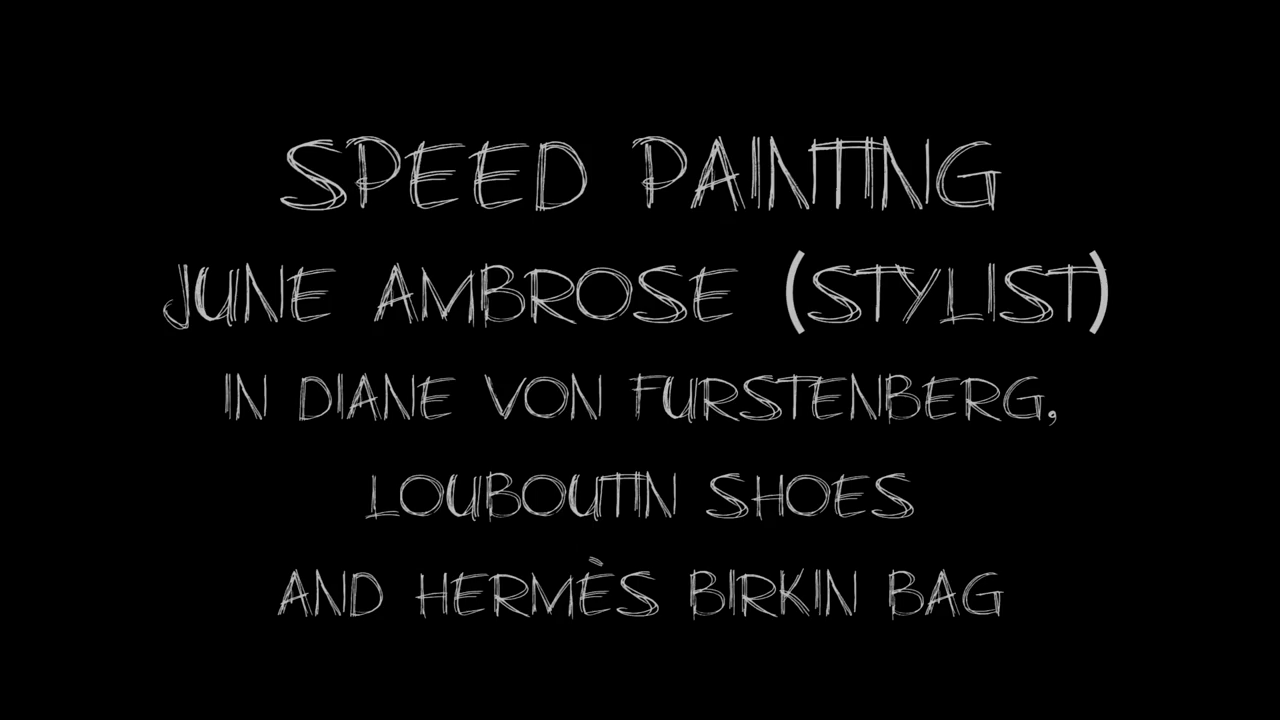 SPEED PAINTING
JUNE AMBROSE (STYLIST)
IN DIANE VON FURSTENBERG,
LOUBOUTIN SHOES
AND HERMÈS BIRKIN BAG